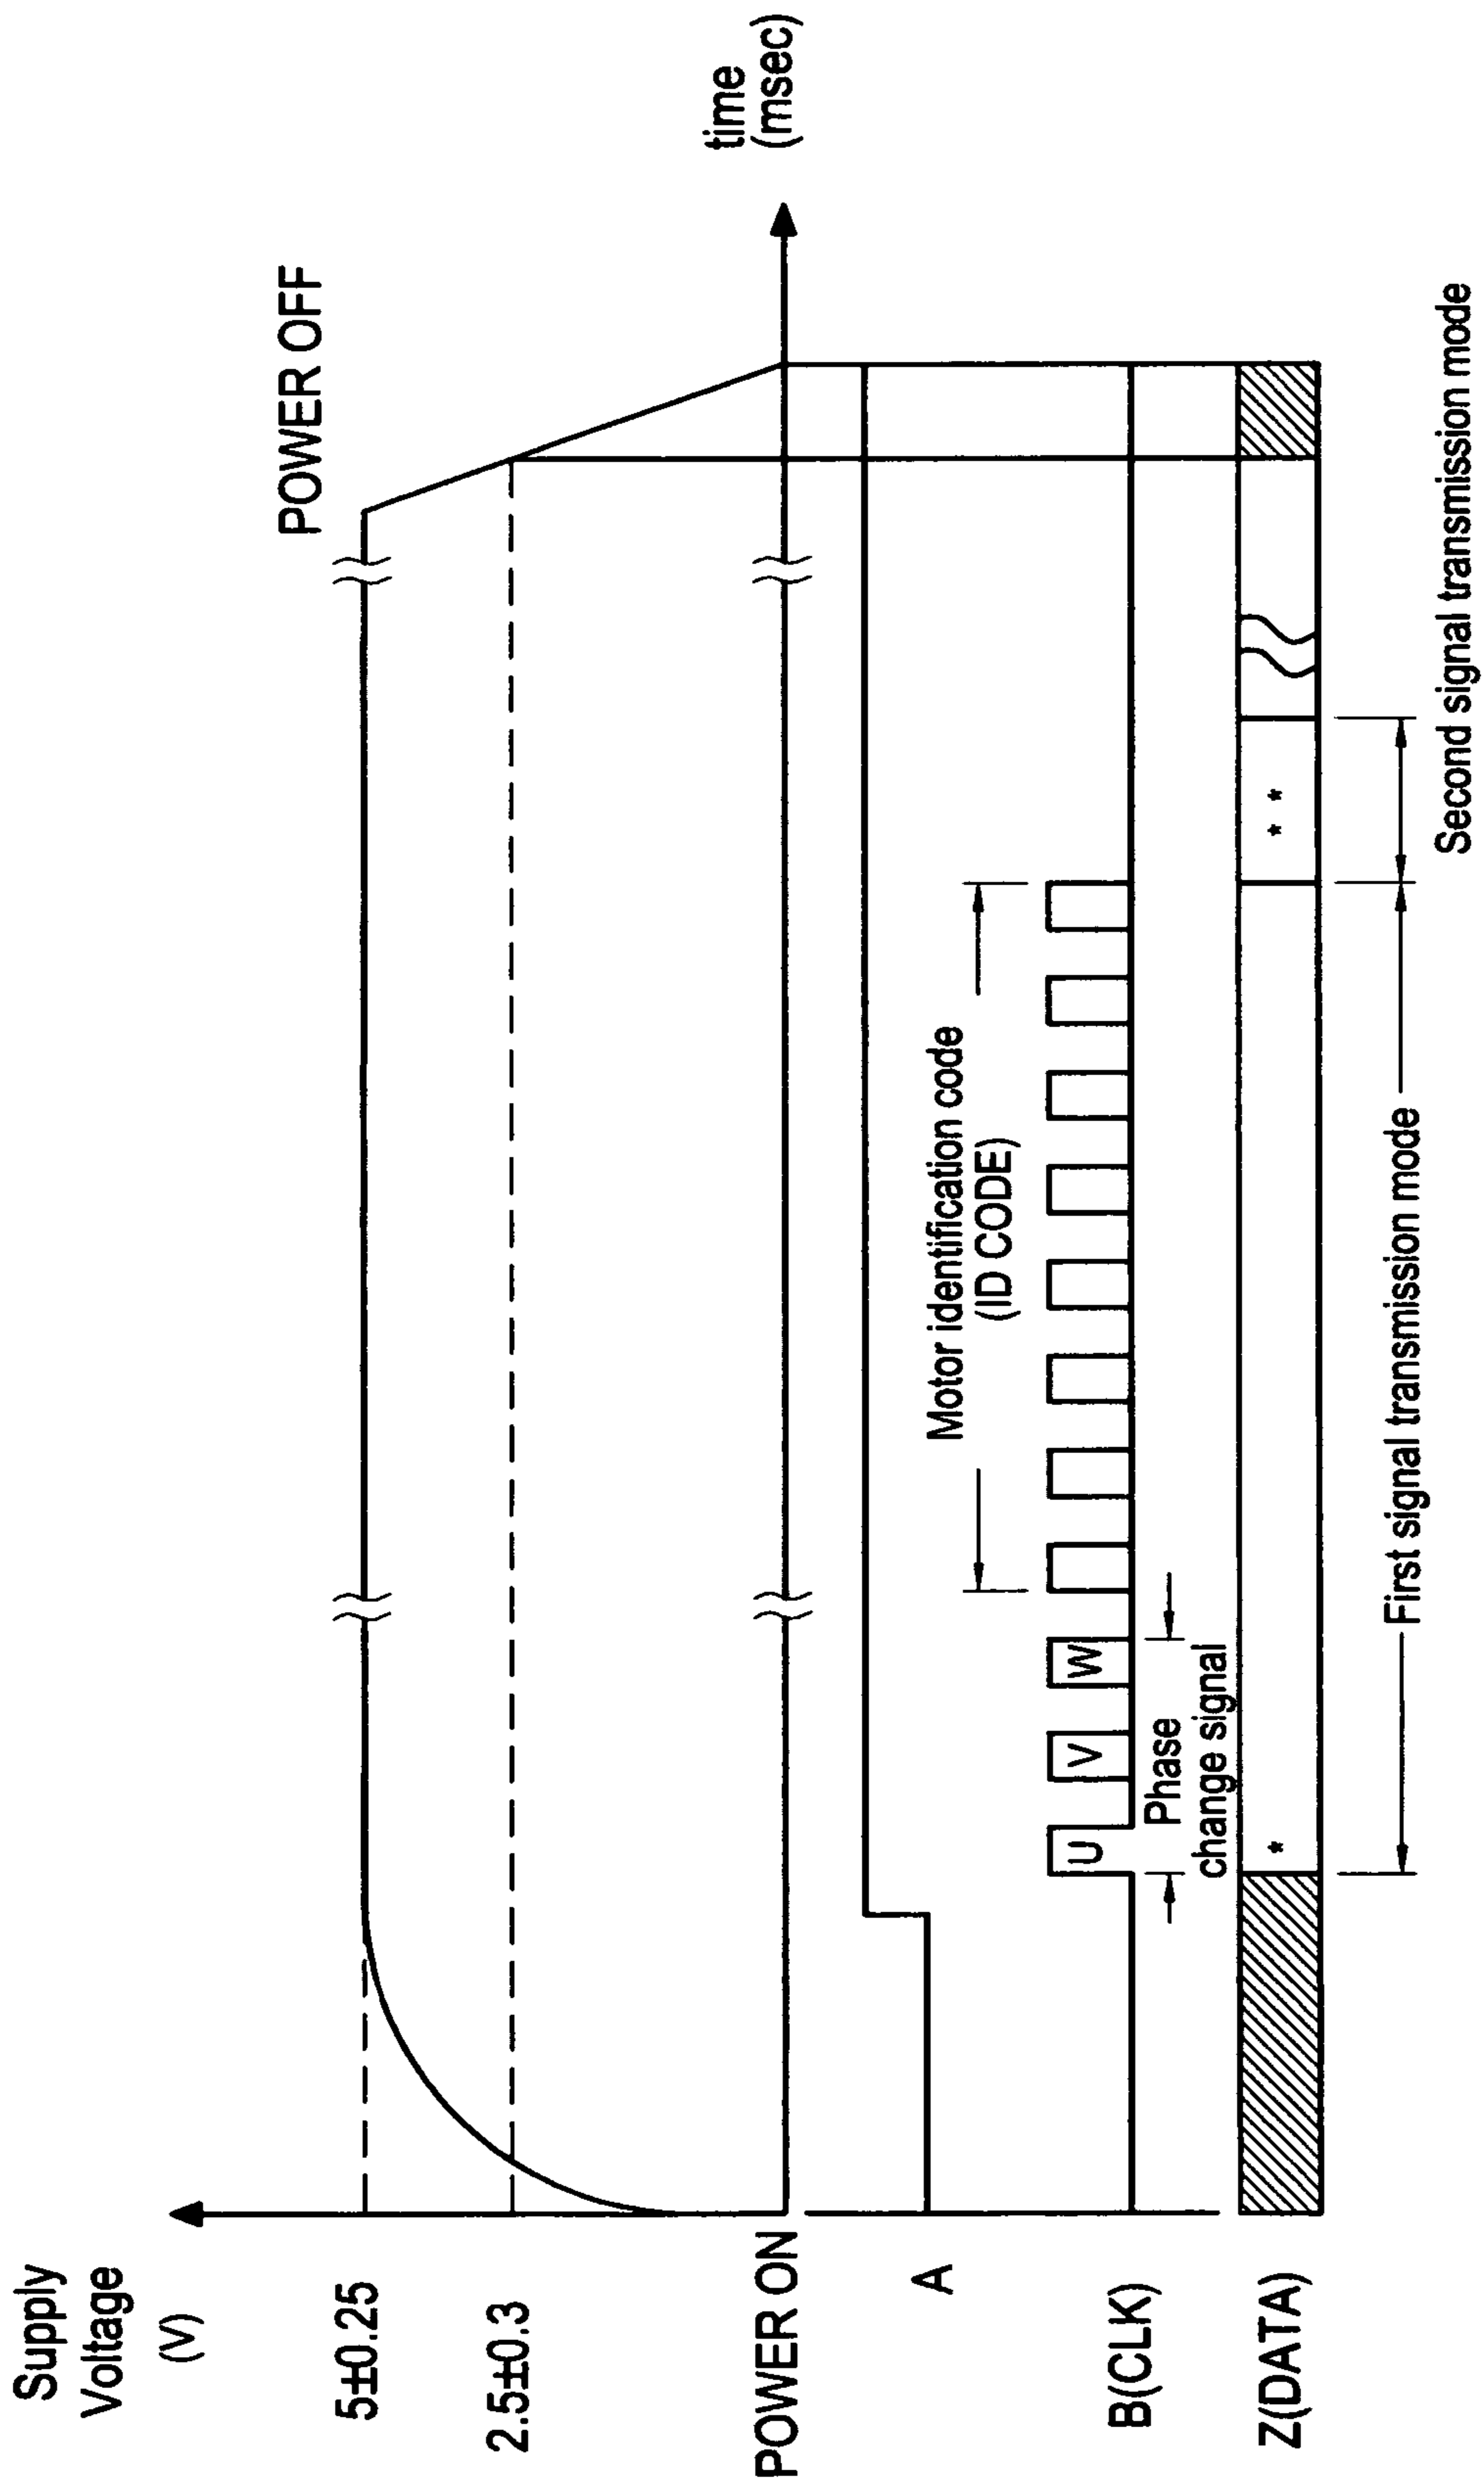 Supply
Voltage
(V)
5±0.25
2.5±0.3
POWER ON
POWER OFF
time
(msec)
A
Motor identification code
(ID CODE)
B(CLK)
U
V
W
Phase
change signal
Z(DATA)
*
* *
First signal transmission mode
Second signal transmission mode